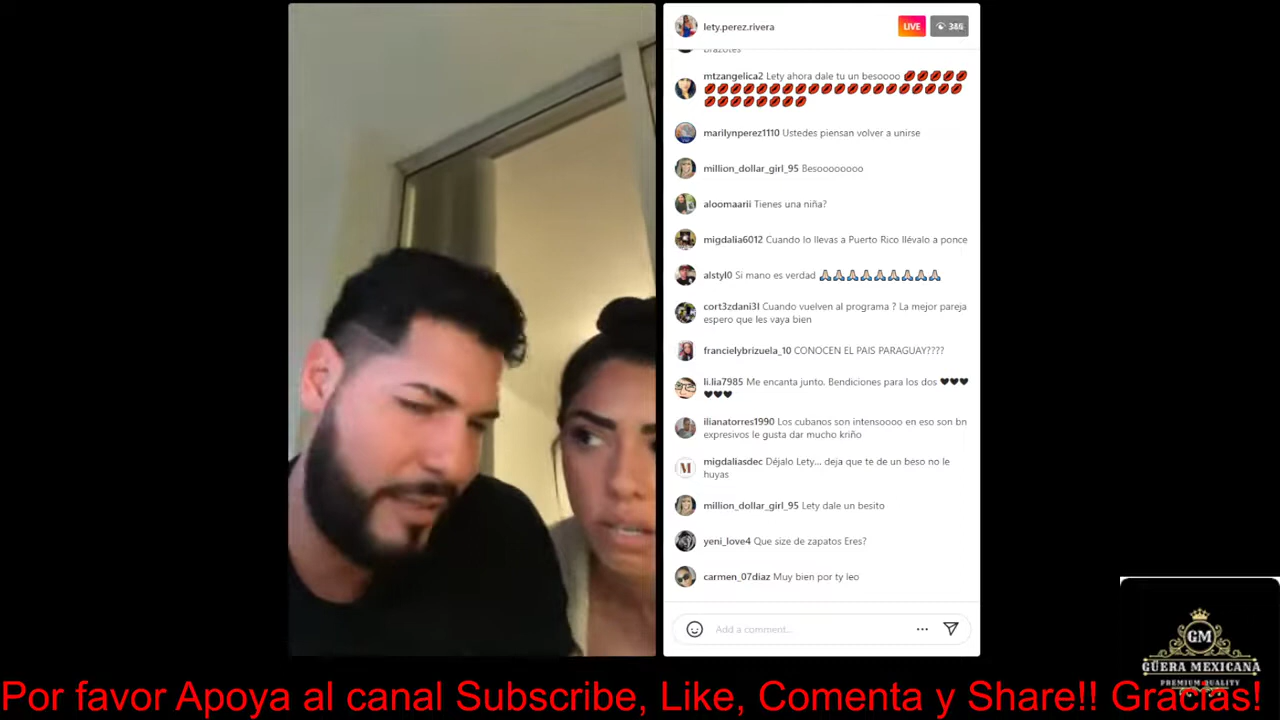 lety.perez.rivera
LIVE
brazotes
mtzangelica2 Lety ahora dale tu un besoooo 💋💋💋💋💋
💋💋💋💋💋💋💋💋💋💋💋💋💋💋💋💋💋💋💋💋
💋💋💋💋💋💋💋💋
marilynperez1110 Ustedes piensan volver a unirse
million_dollar_girl_95 Besooooooooo
aloomaarii Tienes una niña?
migdalia6012 Cuando lo llevas a Puerto Rico llévalo a ponce
alstyl0 Si mano es verdad 🙏🏼🙏🏼🙏🏼🙏🏼🙏🏼🙏🏼🙏🏼🙏🏼🙏🏼
cort3zdani3l Cuando vuelven al programa ? La mejor pareja
espero que les vaya bien
francielybrizuela_10 CONOCEN EL PAIS PARAGUAY????
li.lia7985 Me encanta junto. Bendiciones para los dos 🖤🖤🖤
🖤🖤🖤
ilianatorres1990 Los cubanos son intensoooo en eso son bn
expresivos le gusta dar mucho kriño
migdaliasdec Déjalo Lety... deja que te de un beso no le
huyas
million_dollar_girl_95 Lety dale un besito
yeni_love4 Que size de zapatos Eres?
carmen_07diaz Muy bien por ty leo
Add a comment...
GM
GÜERA MEXICANA
PREMIUM QUALITY
Por favor Apoya al canal Subscribe, Like, Comenta y Share!! Gracias!